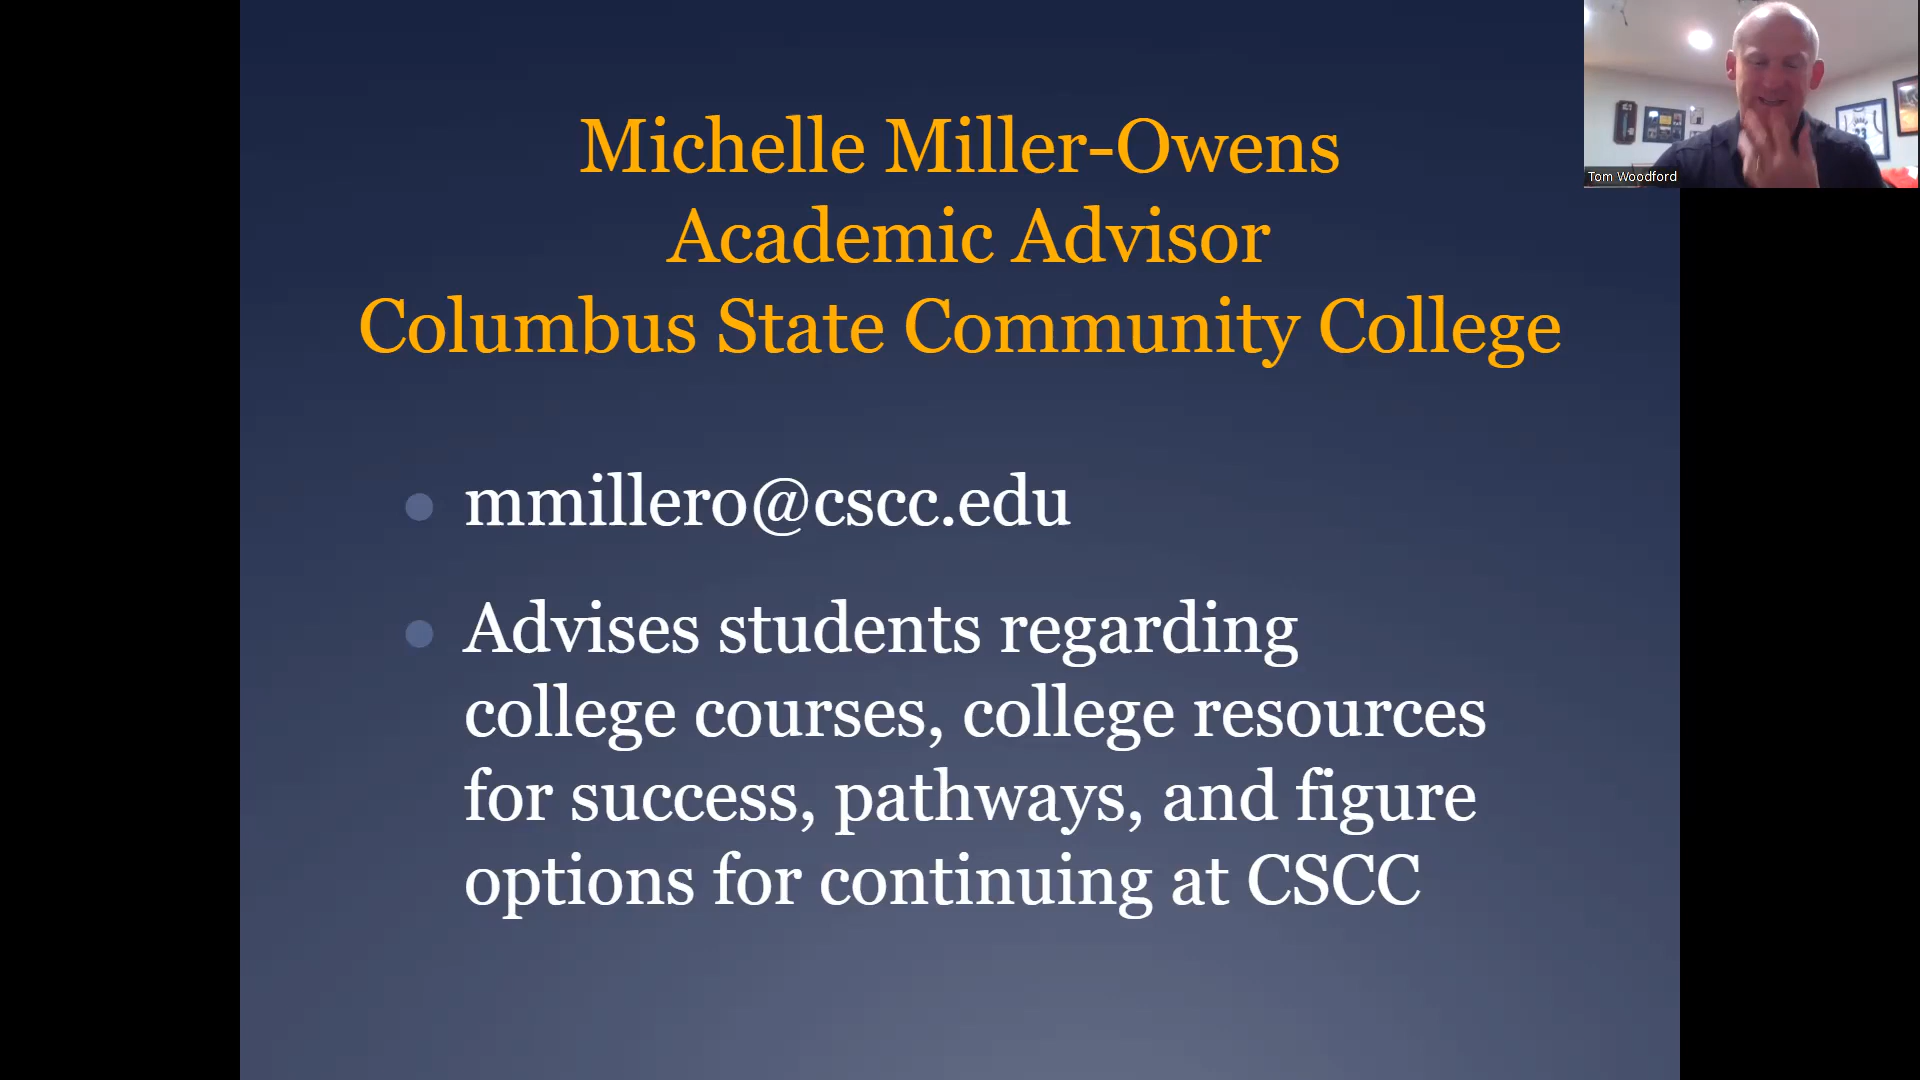 Michelle Miller-Owens
Academic Advisor
Columbus State Community College
mmillero@cscc.edu
Advises students regarding
college courses, college resources
for success, pathways, and figure
options for continuing at CSCC
Tom Woodford